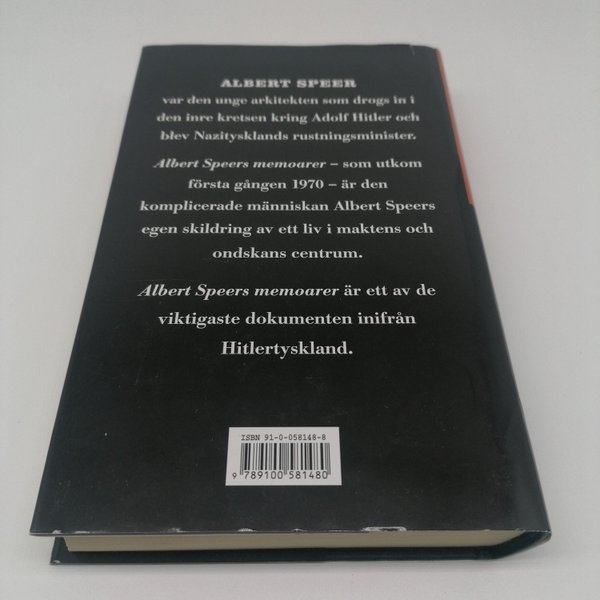 ALBERT SPEER
var den unge arkitekten som drogs in i
den inre kretsen kring Adolf Hitler och
blev Nazitysklands rustningsminister.
Albert Speers memoarer – som utkom
första gången 1970 – är den
komplicerade människan Albert Speers
egen skildring av ett liv i maktens och
ondskans centrum.
Albert Speers memoarer är ett av de
viktigaste dokumenten inifrån
Hitlertyskland.
ISBN 91-0-058148-8
9 789100 581480